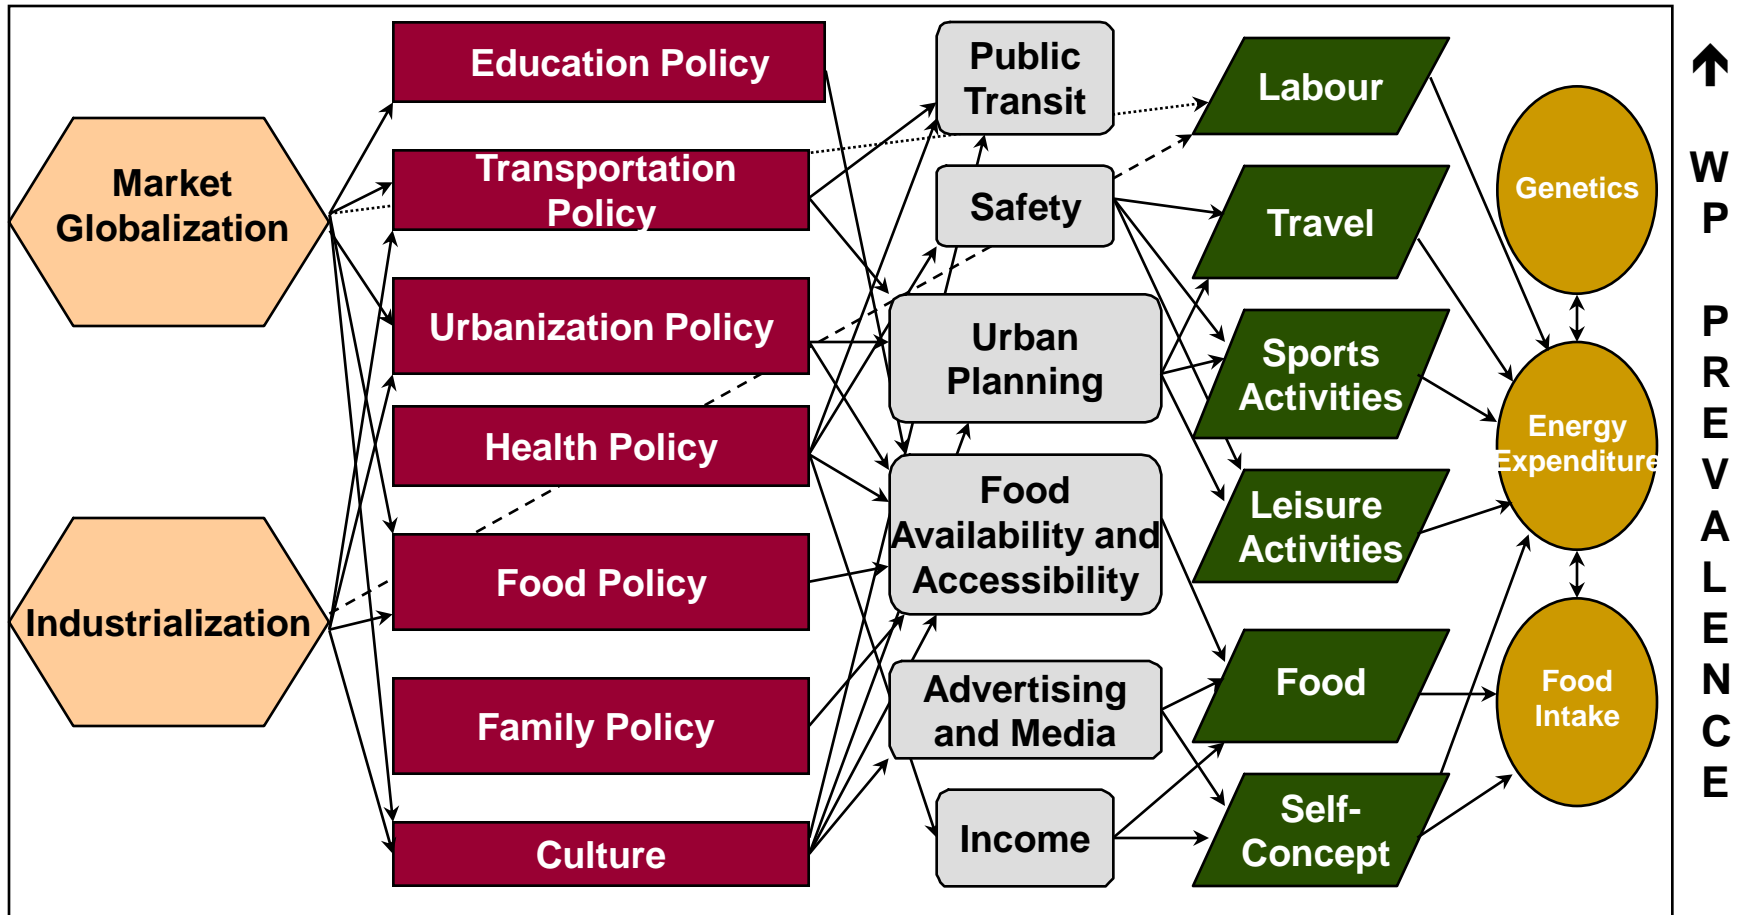 Market
Globalization
Industrialization
Education Policy
Transportation
Policy
Urbanization Policy
Health Policy
Food Policy
Family Policy
Culture
Public
Transit
Safety
Urban
Planning
Food
Availability and
Accessibility
Advertising
and Media
Income
Labour
Travel
Sports
Activities
Leisure
Activities
Food
Self-
Concept
Genetics
Energy
Expenditure
Food
Intake
W
P
P
R
E
V
A
L
E
N
C
E